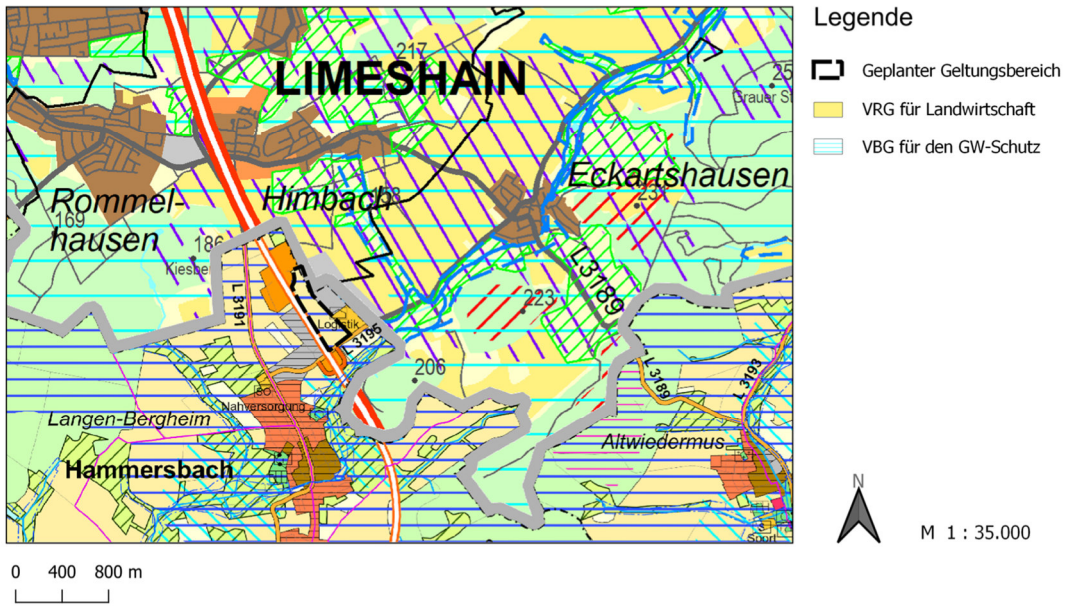 Legende
Geplanter Geltungsbereich
VRG für Landwirtschaft
VBG für den GW-Schutz
217
LIMESHAIN
Grauer St
Eckartshausen
Rommel-
hausen
169
Himbach
186
L 3191
L3189
223
Logistik
L 3195
206
L 3189
L 3193
SO
Nahversorgung
Langen-Bergheim
Altwiedermus
Hammersbach
Sport
N
M 1 : 35.000
0 400 800 m